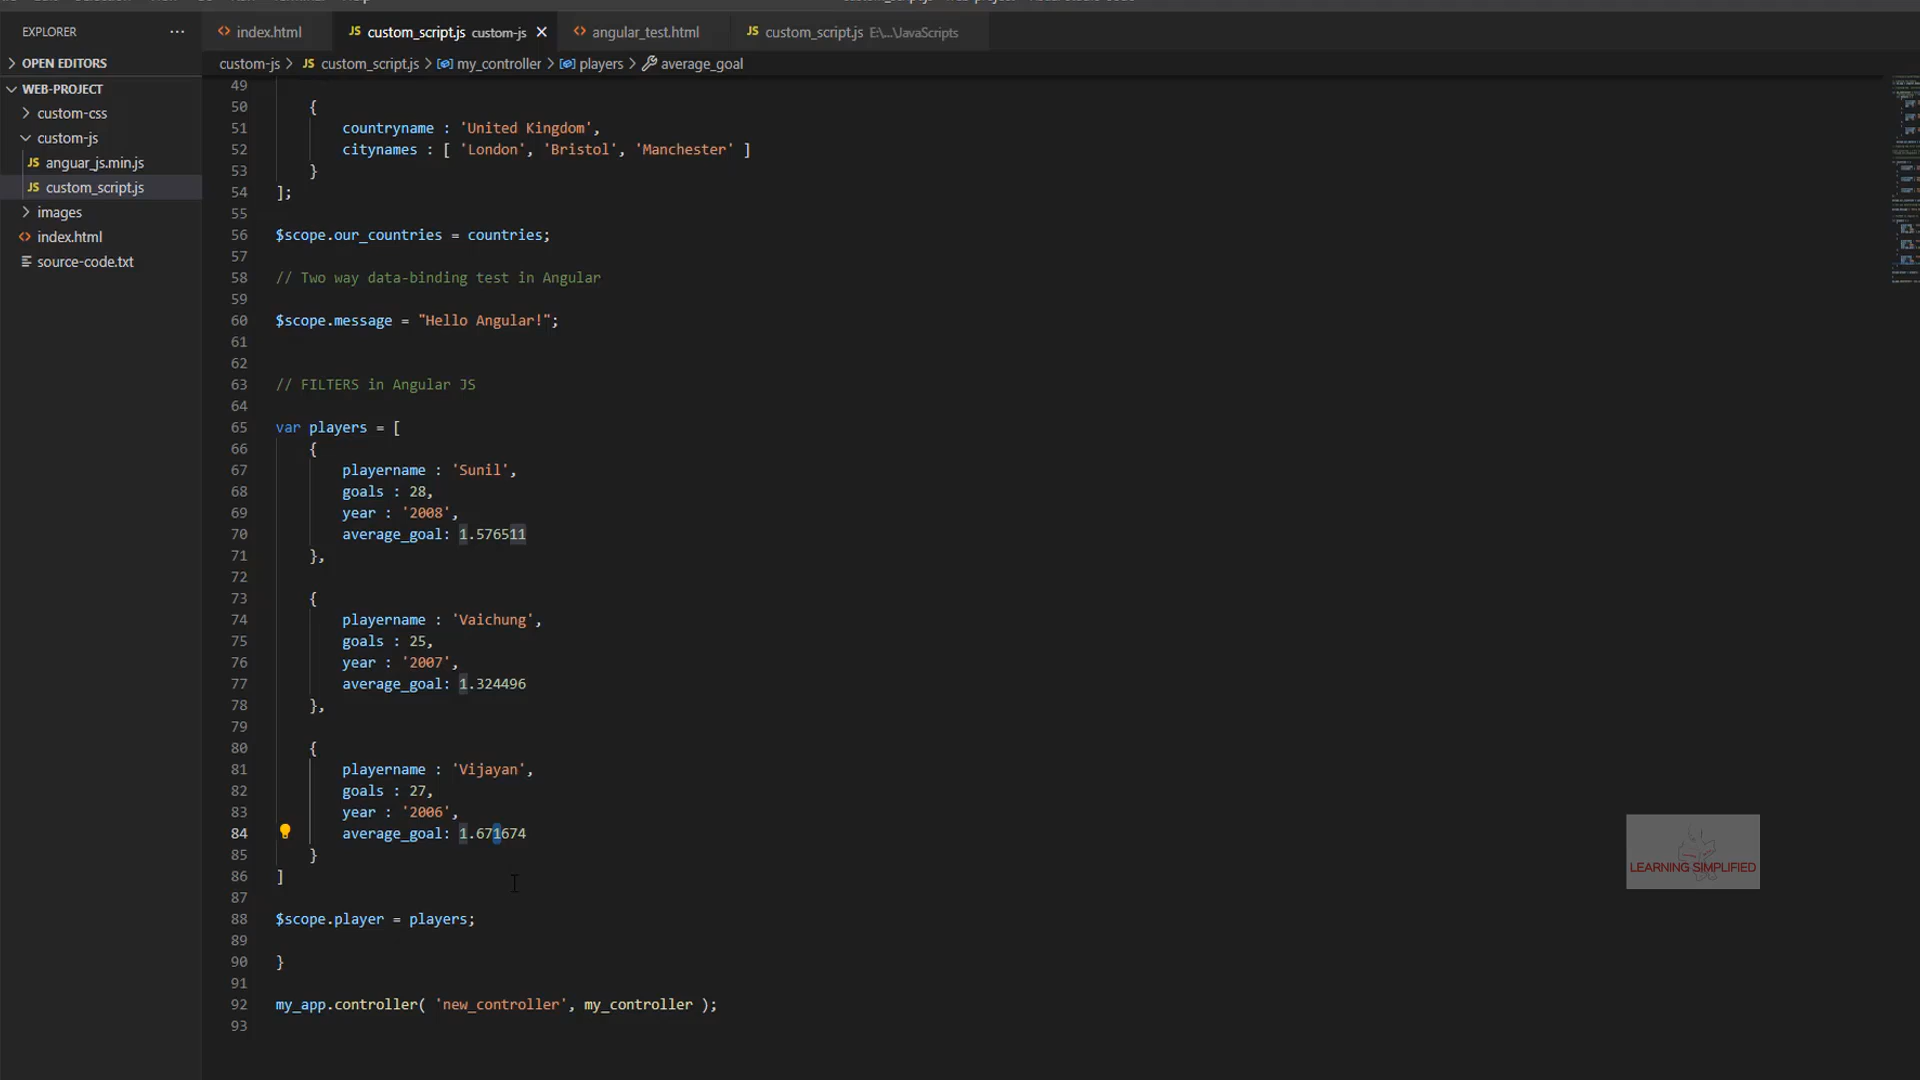 EXPLORER
index.html
custom_script.js custom-js
angular_test.html
custom_script.js E:\...\JavaScripts
OPEN EDITORS
custom-js > custom_script.js > my_controller > players > average_goal
WEB-PROJECT
custom-css
custom-js
anguar_js.min.js
custom_script.js
images
index.html
source-code.txt
49
50 {
51 countryname : 'United Kingdom',
52 citynames : [ 'London', 'Bristol', 'Manchester' ]
53 }
54 ];
55
56 $scope.our_countries = countries;
57
58 // Two way data-binding test in Angular
59
60 $scope.message = "Hello Angular!";
61
62
63 // FILTERS in Angular JS
64
65 var players = [
66 {
67 playername : 'Sunil',
68 goals : 28,
69 year : '2008',
70 average_goal: 1.576511
71 },
72
73 {
74 playername : 'Vaichung',
75 goals : 25,
76 year : '2007',
77 average_goal: 1.324496
78 },
79
80 {
81 playername : 'Vijayan',
82 goals : 27,
83 year : '2006',
84 average_goal: 1.671674
85 }
86 ]
87
88 $scope.player = players;
89
90 }
91
92 my_app.controller( 'new_controller', my_controller );
93
LEARNING SIMPLIFIED